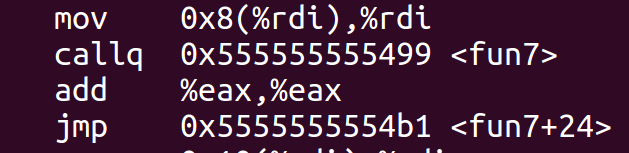 mov 0x8(%rdi),%rdi
callq 0x555555555499 <fun7>
add %eax,%eax
jmp 0x5555555554b1 <fun7+24>